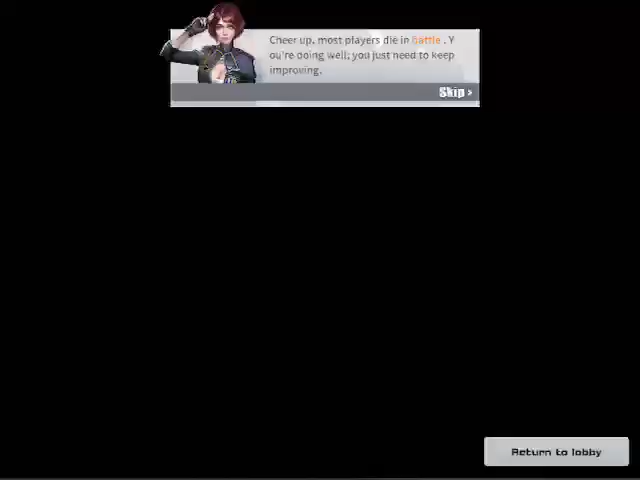 Cheer up, most players die in battle . Y
ou're doing well; you just need to keep
improving.
Skip >
Return to lobby